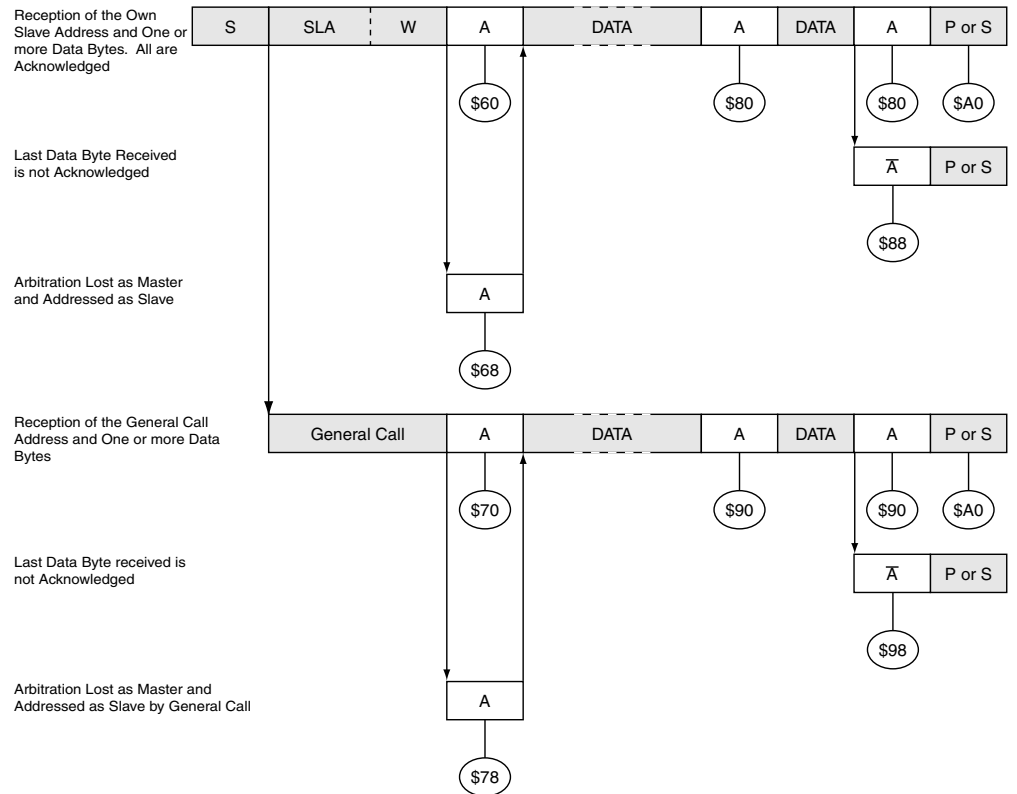 Reception of the Own
Slave Address and One or
more Data Bytes. All are
Acknowledged
S SLA W A DATA A DATA A P or S
$60 $80 $80 $A0
Last Data Byte Received
is not Acknowledged
A̅ P or S
$88
Arbitration Lost as Master
and Addressed as Slave
A
$68
Reception of the General Call
Address and One or more Data
Bytes
General Call A DATA A DATA A P or S
$70 $90 $90 $A0
Last Data Byte received is
not Acknowledged
A̅ P or S
$98
Arbitration Lost as Master and
Addressed as Slave by General Call
A
$78